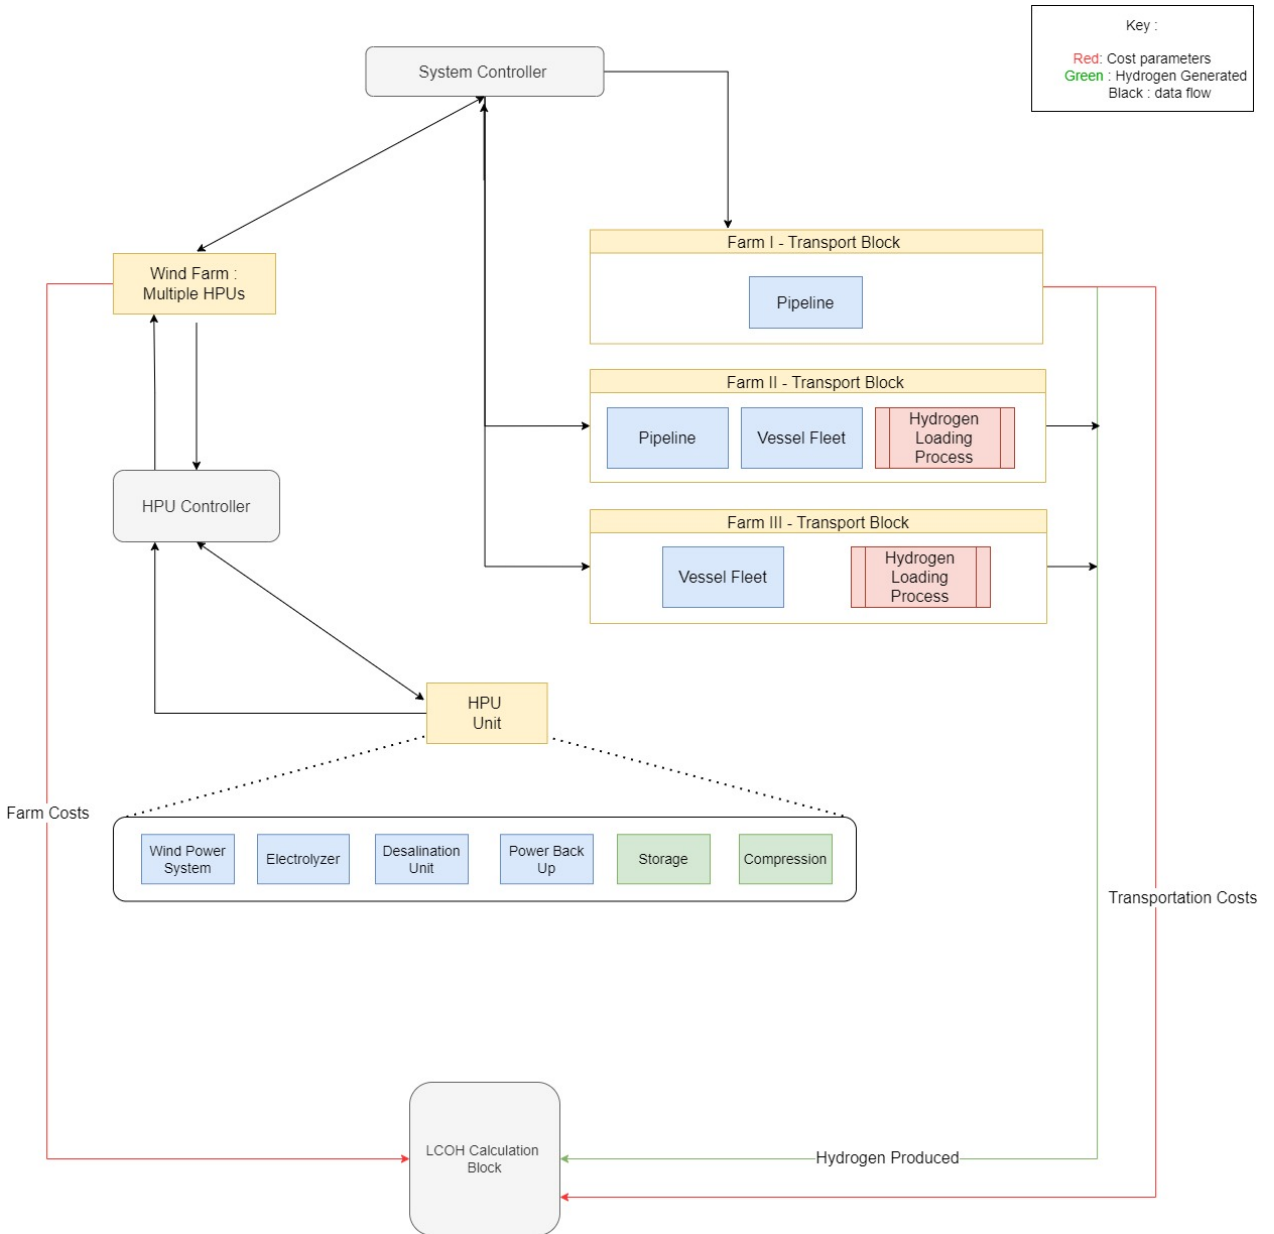 Key :
Red: Cost parameters
Green : Hydrogen Generated
Black : data flow
System Controller
Farm I - Transport Block
Pipeline
Wind Farm :
Multiple HPUs
Farm II - Transport Block
Pipeline
Vessel Fleet
Hydrogen
Loading
Process
HPU Controller
Farm III - Transport Block
Vessel Fleet
Hydrogen
Loading
Process
HPU
Unit
Farm Costs
Wind Power
System
Electrolyzer
Desalination
Unit
Power Back
Up
Storage
Compression
Transportation Costs
LCOH Calculation
Block
Hydrogen Produced